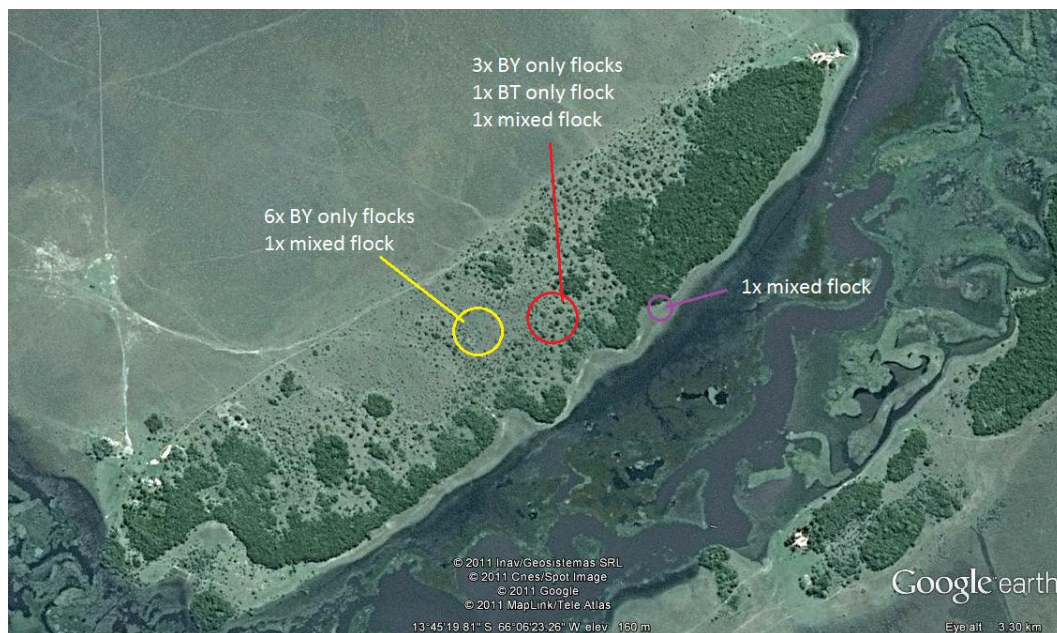 3x BY only flocks
1x BT only flock
1x mixed flock
6x BY only flocks
1x mixed flock
1x mixed flock
© 2011 Inav/Geosistemas SRL
© 2011 Cnes/Spot Image
© 2011 Google
© 2011 MapLink/Tele Atlas
Google earth
13°45'19.81" S 66°06'23.26" W elev 160 m
Eye alt 3.30 km